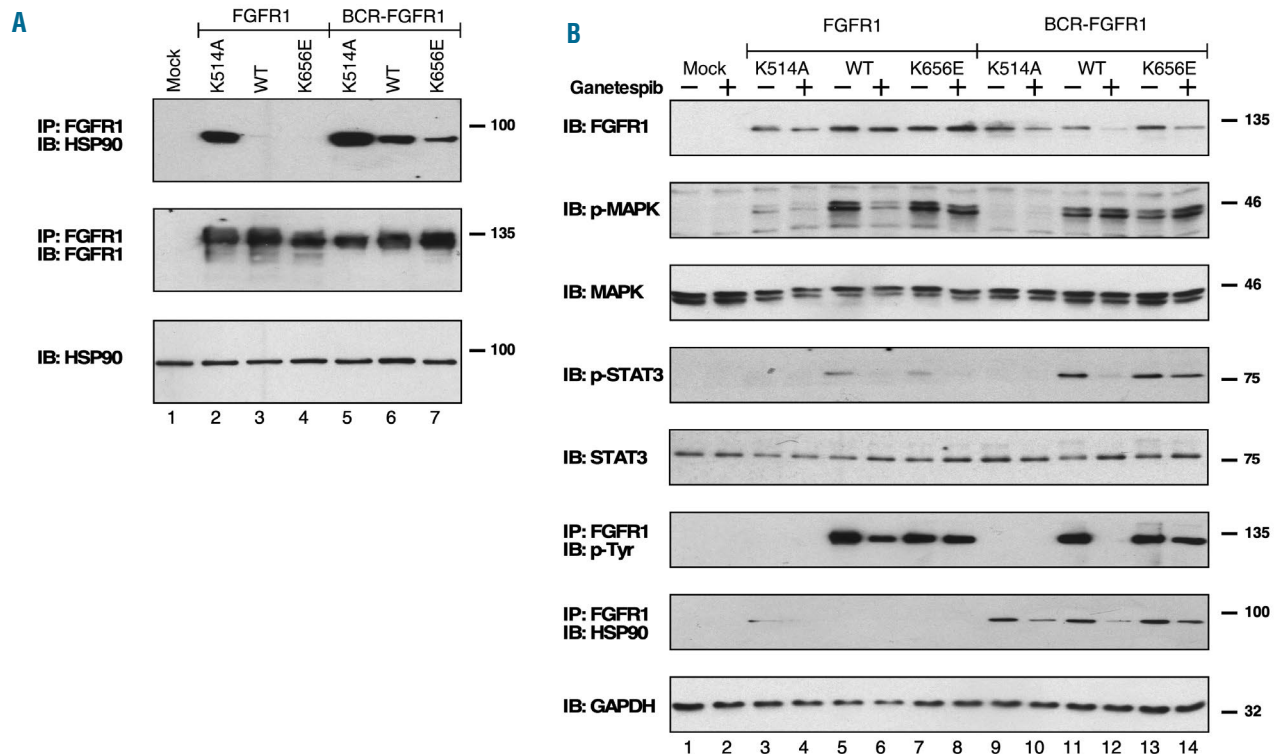 A
FGFR1 BCR-FGFR1
Mock K514A WT K656E K514A WT K656E
IP: FGFR1
IB: HSP90
100
IP: FGFR1
IB: FGFR1
135
IB: HSP90
100
1 2 3 4 5 6 7
B
FGFR1 BCR-FGFR1
Mock K514A WT K656E K514A WT K656E
Ganetespib − + − + − + − + − + − + − +
IB: FGFR1
135
IB: p-MAPK
46
IB: MAPK
46
IB: p-STAT3
75
IB: STAT3
75
IP: FGFR1
IB: p-Tyr
135
IP: FGFR1
IB: HSP90
100
IB: GAPDH
32
1 2 3 4 5 6 7 8 9 10 11 12 13 14